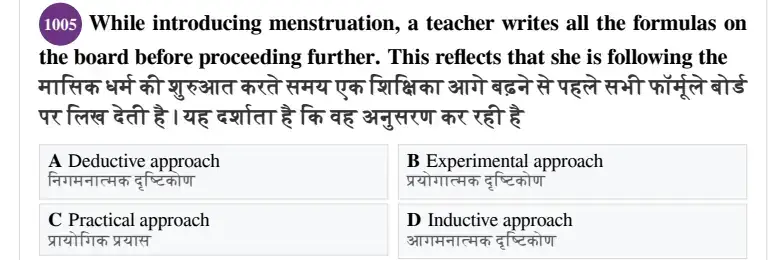 1005 While introducing menstruation, a teacher writes all the formulas on
the board before proceeding further. This reflects that she is following the
मासिक धर्म की शुरुआत करते समय एक शिक्षिका आगे बढ़ने से पहले सभी फॉर्मूले बोर्ड
पर लिख देती है। यह दर्शाता है कि वह अनुसरण कर रही है
A Deductive approach
निगमनात्मक दृष्टिकोण
B Experimental approach
प्रयोगात्मक दृष्टिकोण
C Practical approach
प्रायोगिक प्रयास
D Inductive approach
आगमनात्मक दृष्टिकोण